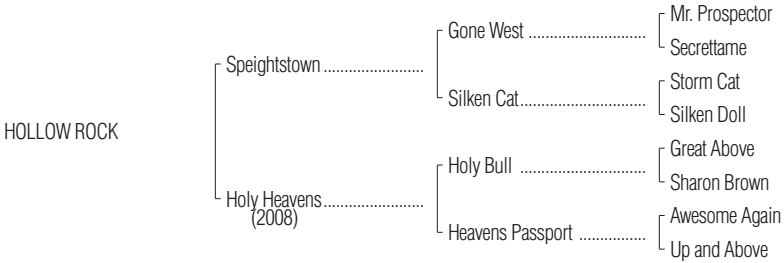 HOLLOW ROCK
Speightstown ........................
Holy Heavens ........................
(2008)
Gone West ............................
Silken Cat..............................
Holy Bull ..............................
Heavens Passport ................
Mr. Prospector
Secrettame
Storm Cat
Silken Doll
Great Above
Sharon Brown
Awesome Again
Up and Above